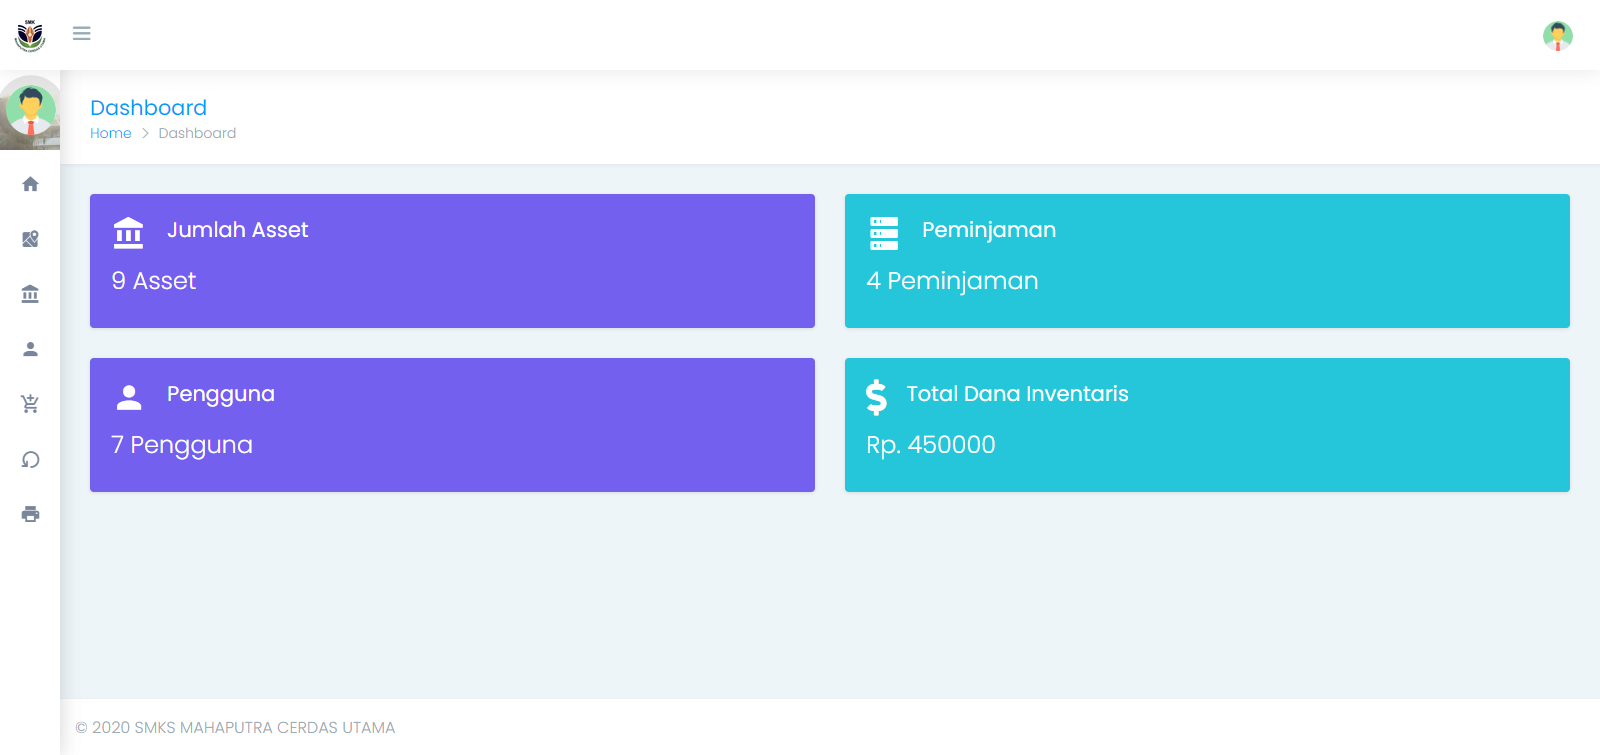 SMK
Dashboard
Home > Dashboard
Jumlah Asset
9 Asset
Peminjaman
4 Peminjaman
Pengguna
7 Pengguna
Total Dana Inventaris
Rp. 450000
© 2020 SMKS MAHAPUTRA CERDAS UTAMA